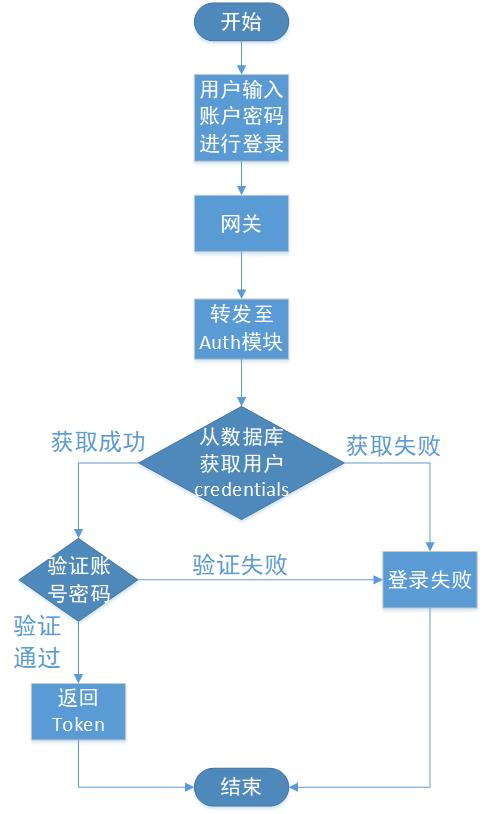 开始
用户输入
账户密码
进行登录
网关
转发至
Auth模块
从数据库
获取用户
credentials
获取成功
获取失败
验证账
号密码
验证失败
登录失败
验证
通过
返回
Token
结束